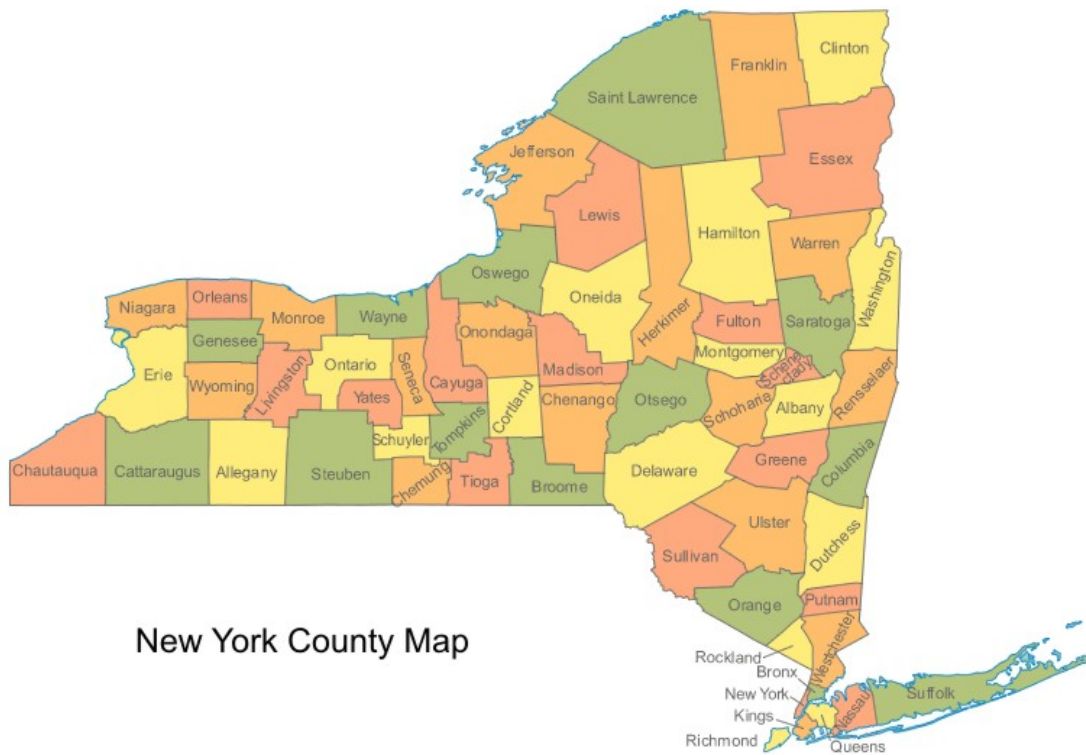 Clinton
Franklin
Saint Lawrence
Jefferson
Essex
Lewis
Hamilton
Warren
Washington
Oswego
Oneida
Herkimer
Niagara
Orleans
Monroe
Wayne
Genesee
Onondaga
Fulton
Saratoga
Erie
Wyoming
Livingston
Ontario
Seneca
Cayuga
Madison
Montgomery
Schenectady
Yates
Cortland
Chenango
Otsego
Schoharie
Albany
Rensselaer
Schuyler
Tompkins
Chautauqua
Cattaraugus
Allegany
Steuben
Chemung
Tioga
Broome
Delaware
Greene
Columbia
Ulster
Sullivan
Dutchess
Orange
Putnam
New York County Map
Rockland
Westchester
Bronx
New York
Kings
Richmond
Queens
Nassau
Suffolk